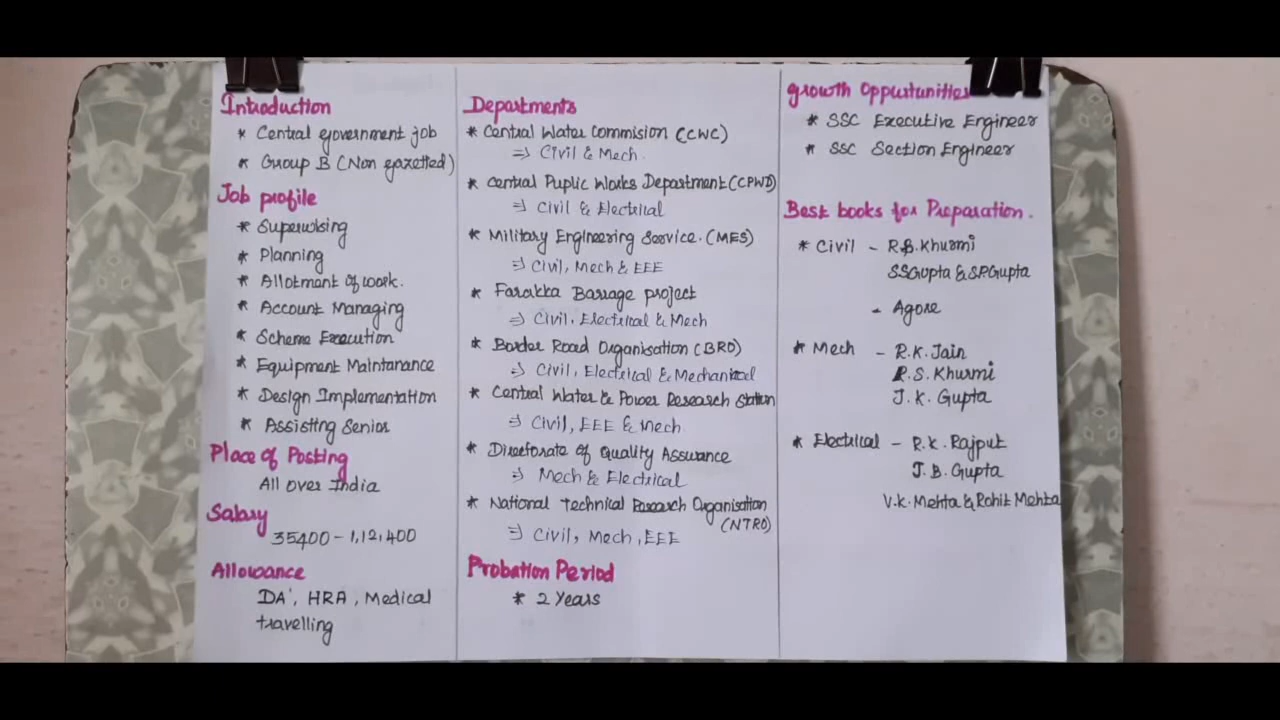 Introduction
* Central government job
* Group B (Non gazetted)
Job profile
* Superwising
* Planning
* Allotment of work.
* Account Managing
* Scheme Execution
* Equipment Maintanance
* Design Implementation
* Assisting Senior
Place of Posting
All over India
Salary
35400 - 1,12,400
Allowance
DA', HRA, Medical
travelling
Departments
* Central Water Commision (CWC)
⇒ Civil & Mech.
* Central Puplic Works Department (CPWD)
⇒ Civil & Electrical
* Military Engineering Service. (MES)
⇒ Civil, Mech & EEE
* Farakka Barrage project
⇒ Civil, Electrical & Mech
* Border Road Organisation (BRO)
⇒ Civil, Electrical & Mechanical
* Central Water & Power Research Station
⇒ Civil, EEE & Mech
* Directorate of Quality Assurance
⇒ Mech & Electrical
* National Technical Research Organisation
(NTRO)
⇒ Civil, Mech, EEE
Probation Period
* 2 Years
growth Oppurtunities
* SSC Executive Engineer
* SSC Section Engineer
Best books for Preparation.
* Civil - R.S. Khurmi
SSGupta & S.P.Gupta
- Agore
* Mech - R.K. Jain
R.S. Khurmi
J.K. Gupta
* Electrical - R.K. Rajput
J.B. Gupta
V.K. Mehta & Rohit Mehta